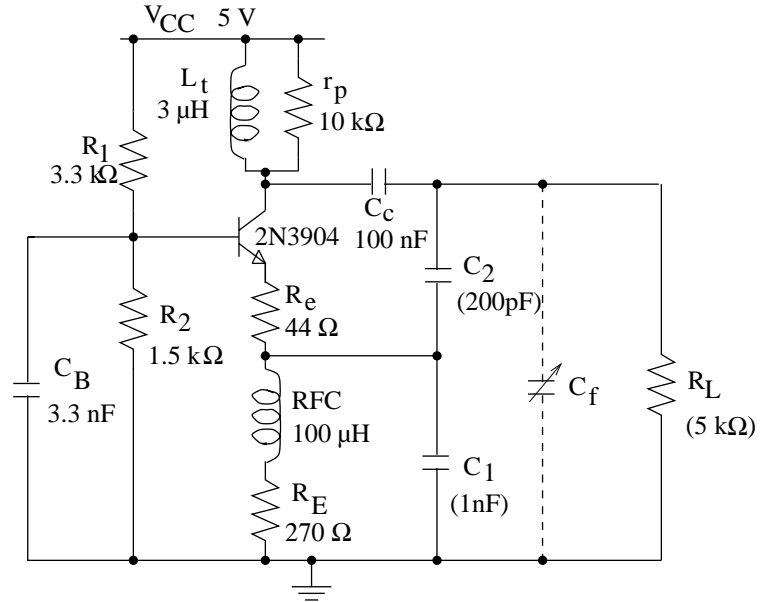 VCC 5 V
Lt
3 µH
rp
10 kΩ
R1
3.3 kΩ
Cc
100 nF
2N3904
C2
(200pF)
Re
44 Ω
R2
1.5 kΩ
CB
3.3 nF
RFC
100 µH
Cf
RL
(5 kΩ)
C1
(1nF)
RE
270 Ω